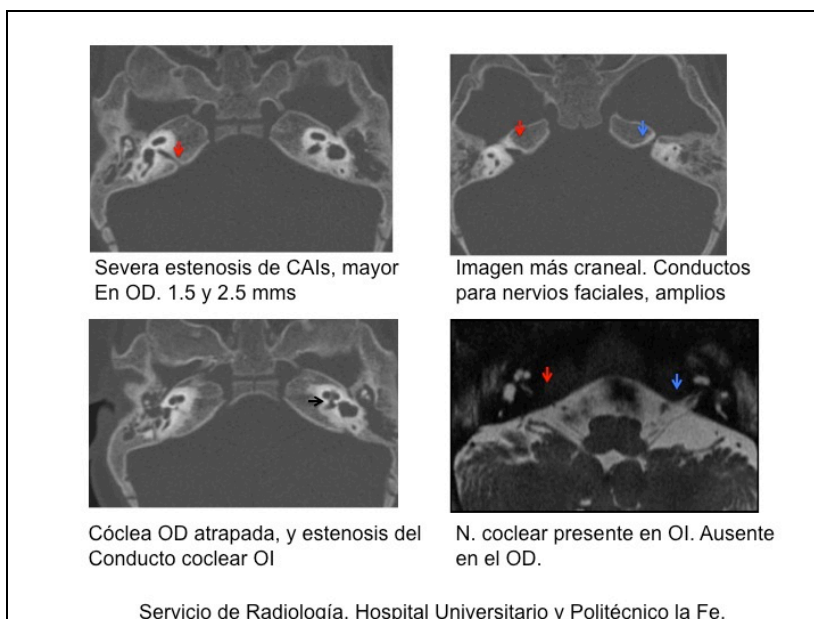 Severa estenosis de CAIs, mayor
En OD. 1.5 y 2.5 mms
Imagen más craneal. Conductos
para nervios faciales, amplios
Cóclea OD atrapada, y estenosis del
Conducto coclear OI
N. coclear presente en OI. Ausente
en el OD.
Servicio de Radiología. Hospital Universitario y Politécnico la Fe.